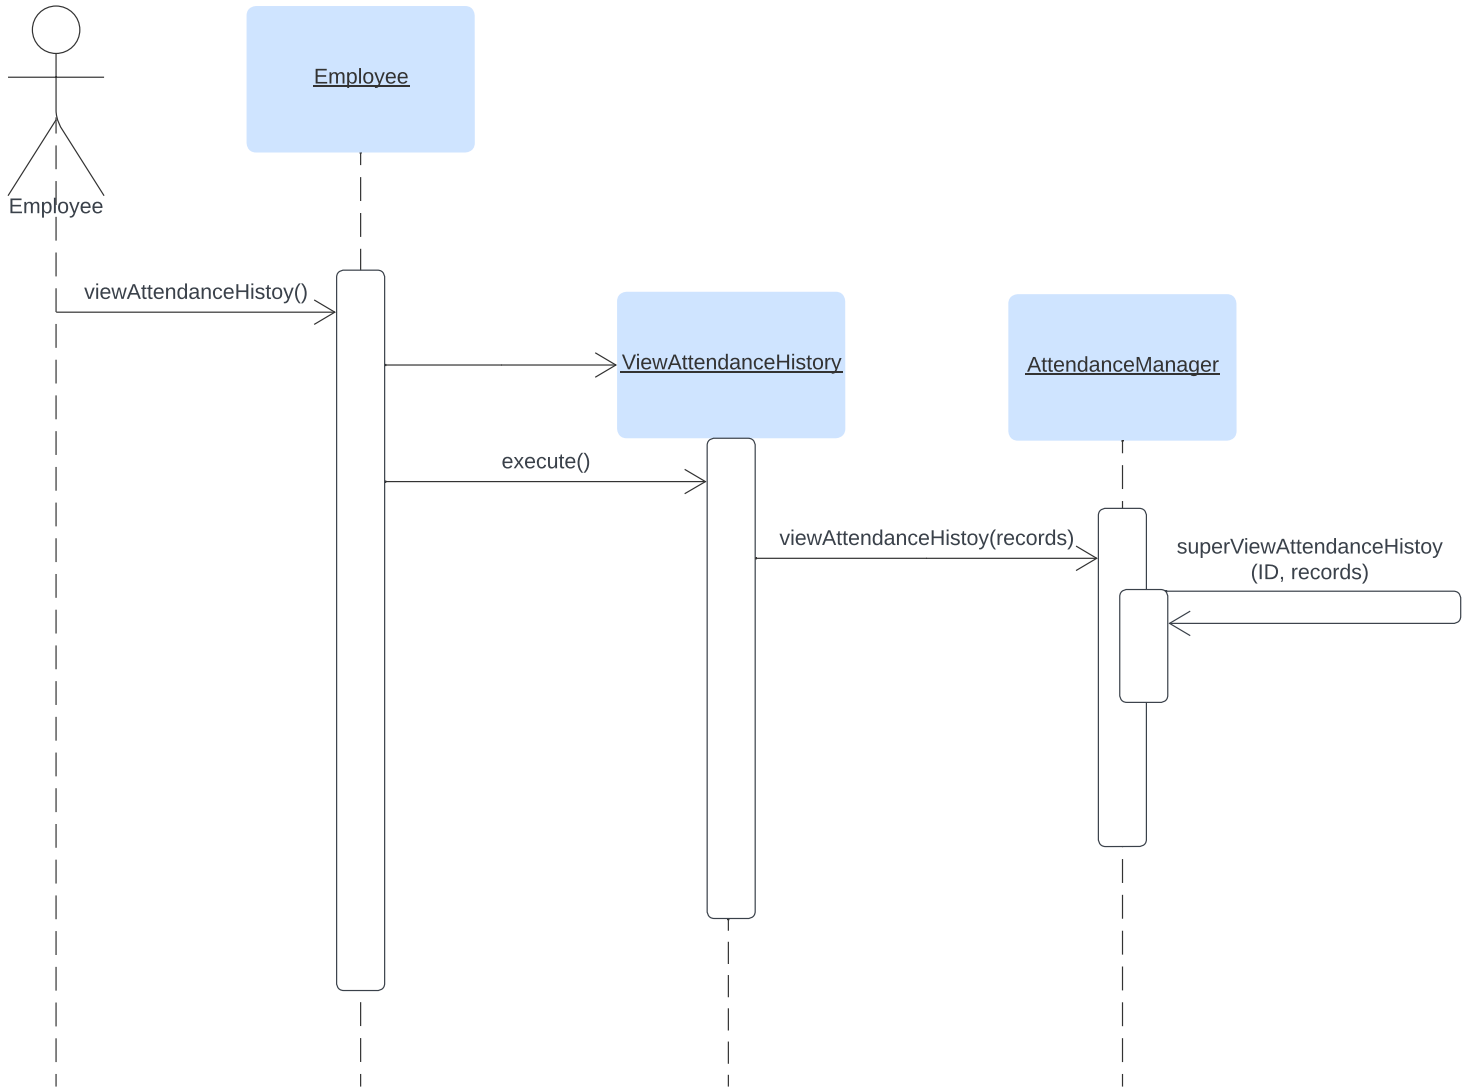 Employee
Employee
viewAttendanceHistoy()
ViewAttendanceHistory
AttendanceManager
execute()
viewAttendanceHistoy(records)
superViewAttendanceHistoy
(ID, records)